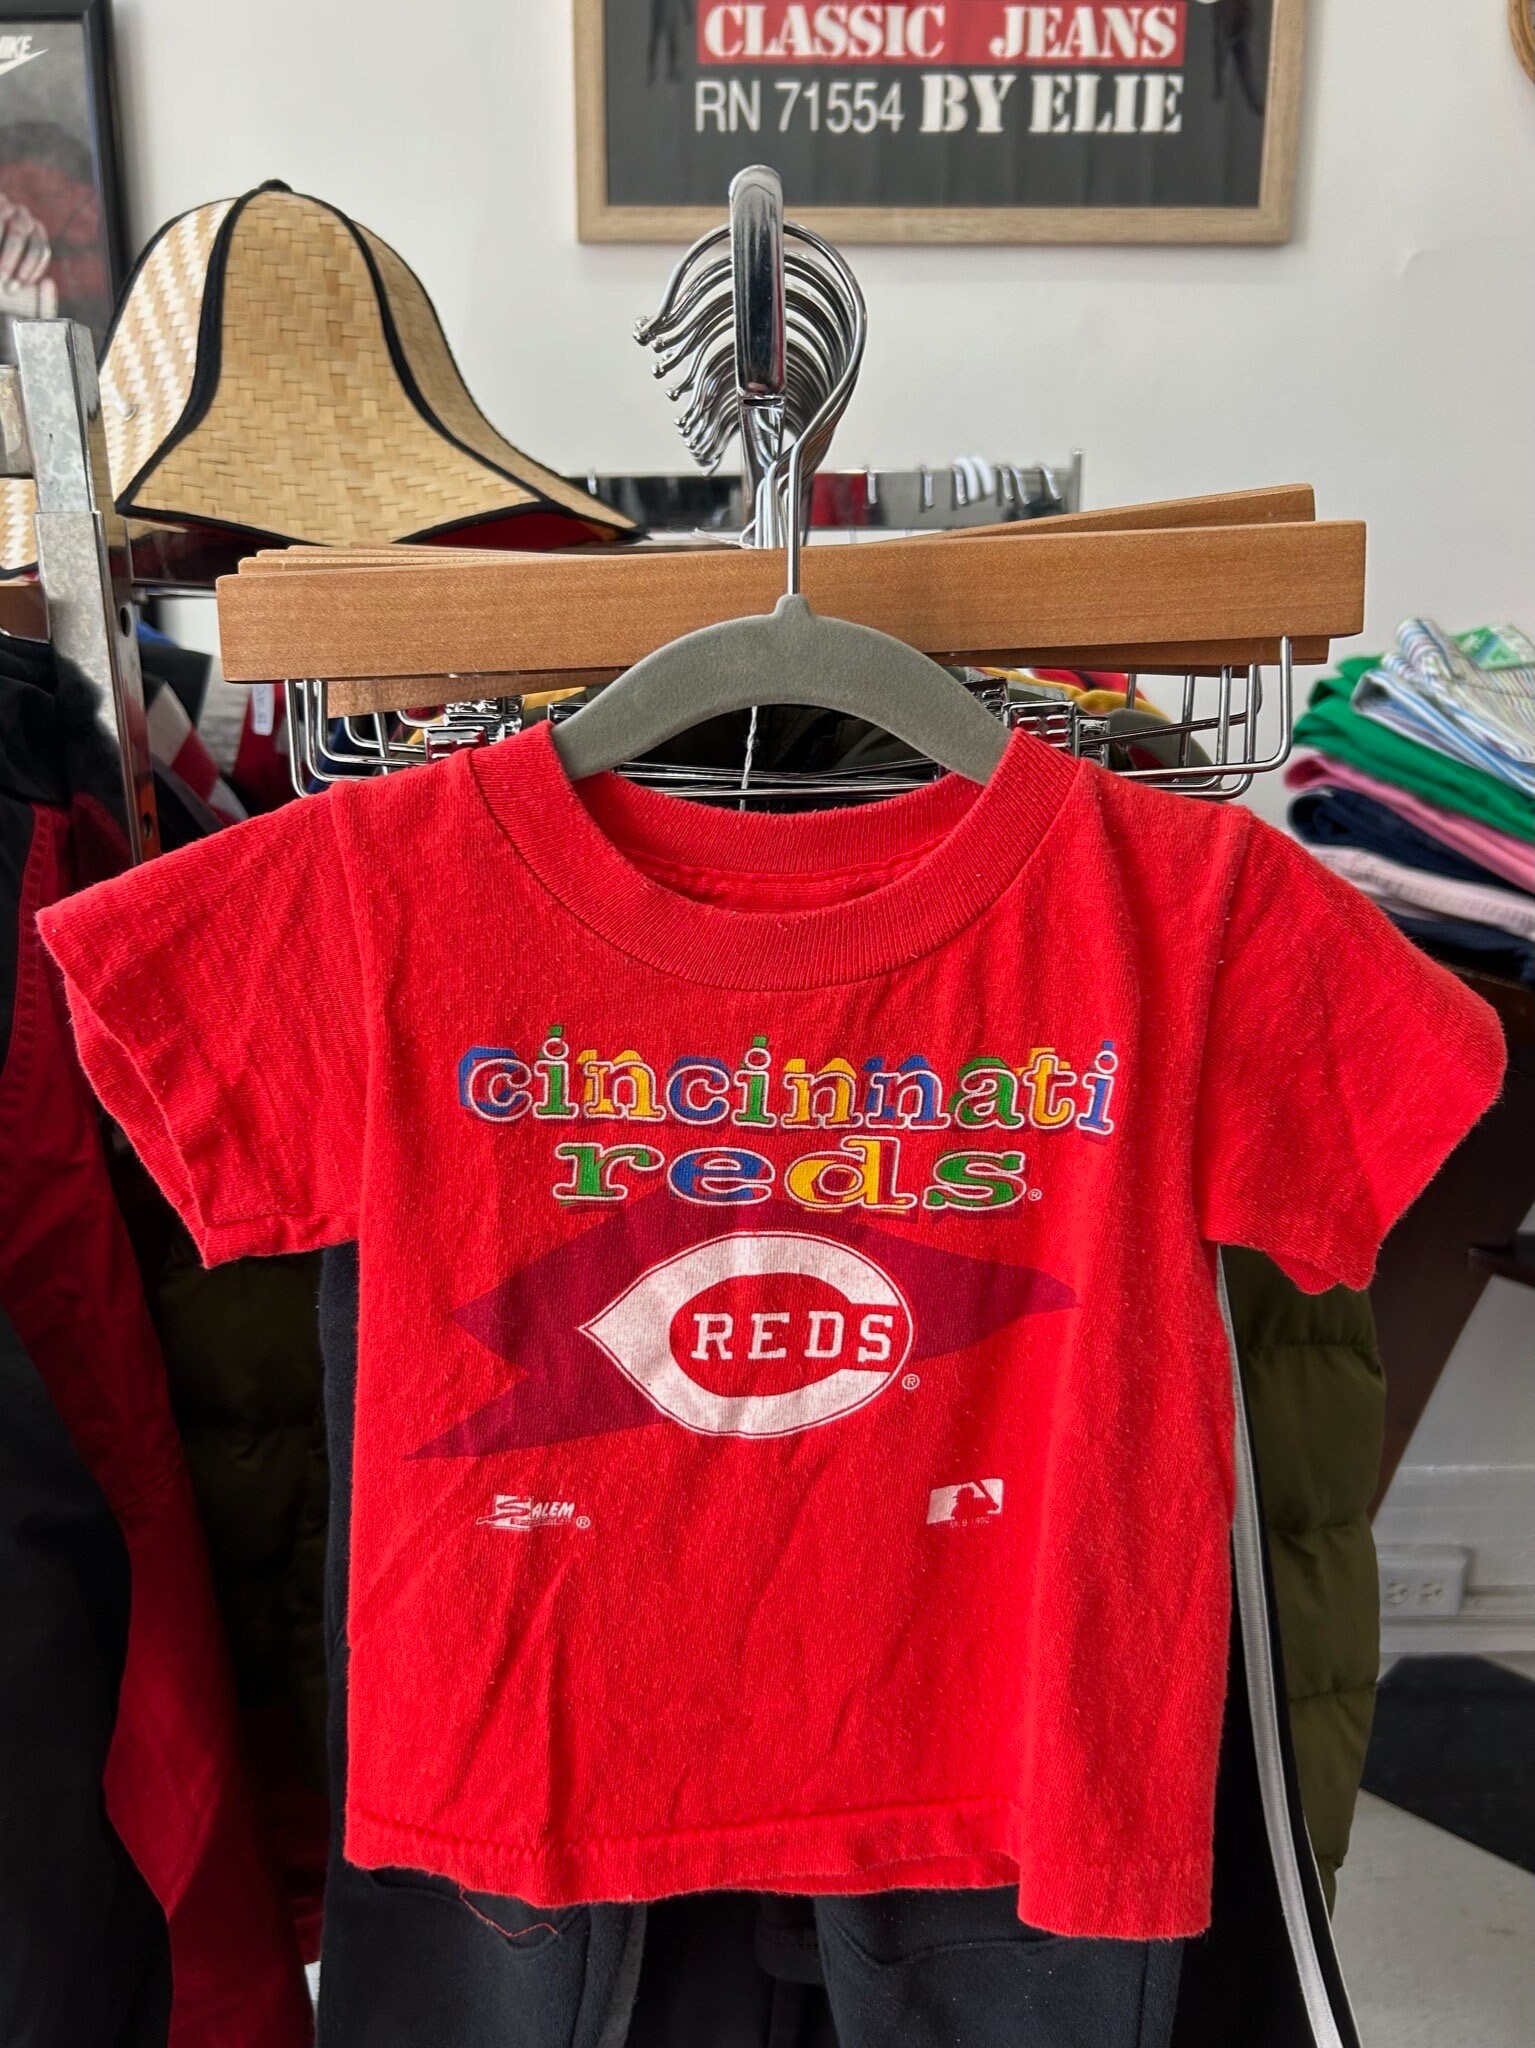 CLASSIC JEANS
RN 71554 BY ELIE
cincinnati
reds®
REDS
®
SALEM
®